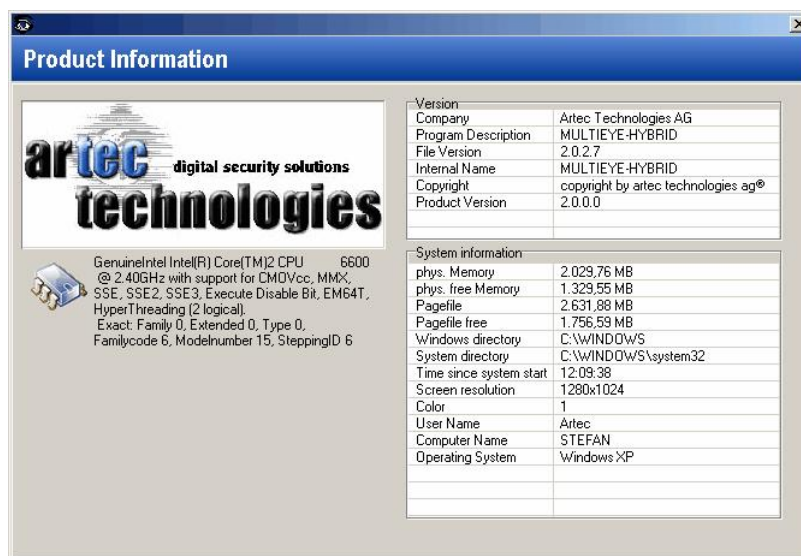 Product Information
artec digital security solutions
technologies
GenuineIntel Intel(R) Core(TM)2 CPU 6600
@ 2.40GHz with support for CMOVcc, MMX,
SSE, SSE2, SSE3, Execute Disable Bit, EM64T,
HyperThreading (2 logical).
Exact: Family 0, Extended 0, Type 0,
Familycode 6, Modelnumber 15, SteppingID 6
Version
Company Artec Technologies AG
Program Description MULTIEYE-HYBRID
File Version 2.0.2.7
Internal Name MULTIEYE-HYBRID
Copyright copyright by artec technologies ag®
Product Version 2.0.0.0
System information
phys. Memory 2.029,76 MB
phys. free Memory 1.329,55 MB
Pagefile 2.631,88 MB
Pagefile free 1.756,59 MB
Windows directory C:\WINDOWS
System directory C:\WINDOWS\system32
Time since system start 12:09:38
Screen resolution 1280x1024
Color 1
User Name Artec
Computer Name STEFAN
Operating System Windows XP